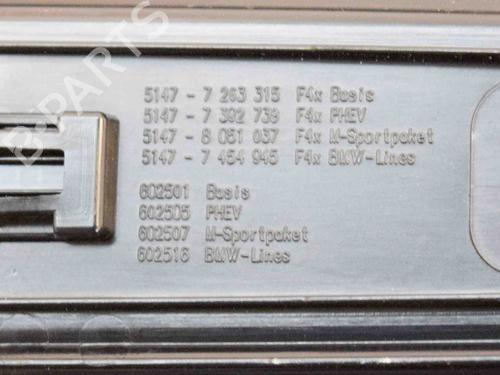 B-PARTS
5147 - 7 263 315 F4x Basis
5147 - 7 392 739 F4x PHEV
5147 - 8 061 037 F4x M-Sportpaket
5147 - 7 454 945 F4x BMW-Lines
602501 Basis
602505 PHEV
602507 M-Sportpaket
602516 BMW-Lines